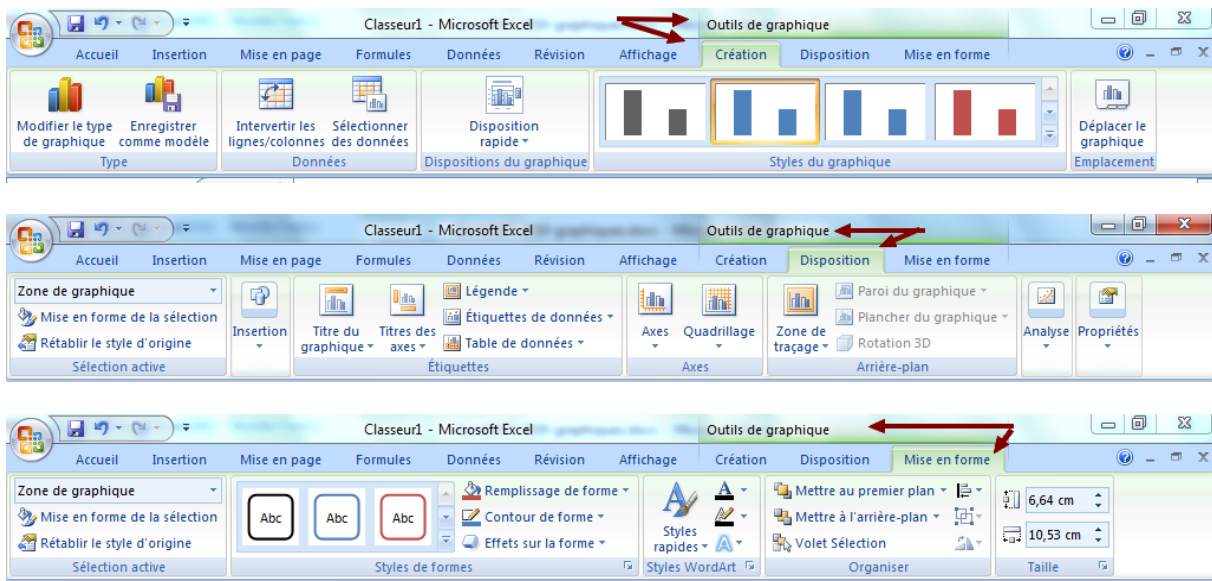 Classeur1 - Microsoft Excel Outils de graphique
Accueil Insertion Mise en page Formules Données Révision Affichage Création Disposition Mise en forme
Modifier le type de graphique
Enregistrer comme modèle
Intervertir les lignes/colonnes
Sélectionner des données
Disposition rapide
Déplacer le graphique
Type Données Dispositions du graphique Styles du graphique Emplacement
Classeur1 - Microsoft Excel Outils de graphique
Accueil Insertion Mise en page Formules Données Révision Affichage Création Disposition Mise en forme
Zone de graphique
Mise en forme de la sélection
Rétablir le style d'origine
Insertion
Titre du graphique
Titres des axes
Légende
Étiquettes de données
Table de données
Axes
Quadrillage
Zone de traçage
Paroi du graphique
Plancher du graphique
Rotation 3D
Analyse
Propriétés
Sélection active Étiquettes Axes Arrière-plan
Classeur1 - Microsoft Excel Outils de graphique
Accueil Insertion Mise en page Formules Données Révision Affichage Création Disposition Mise en forme
Zone de graphique
Mise en forme de la sélection
Rétablir le style d'origine
Abc Abc Abc
Remplissage de forme
Contour de forme
Effets sur la forme
Styles rapides
Mettre au premier plan
Mettre à l'arrière-plan
Volet Sélection
6,64 cm
10,53 cm
Sélection active Styles de formes Styles WordArt Organiser Taille